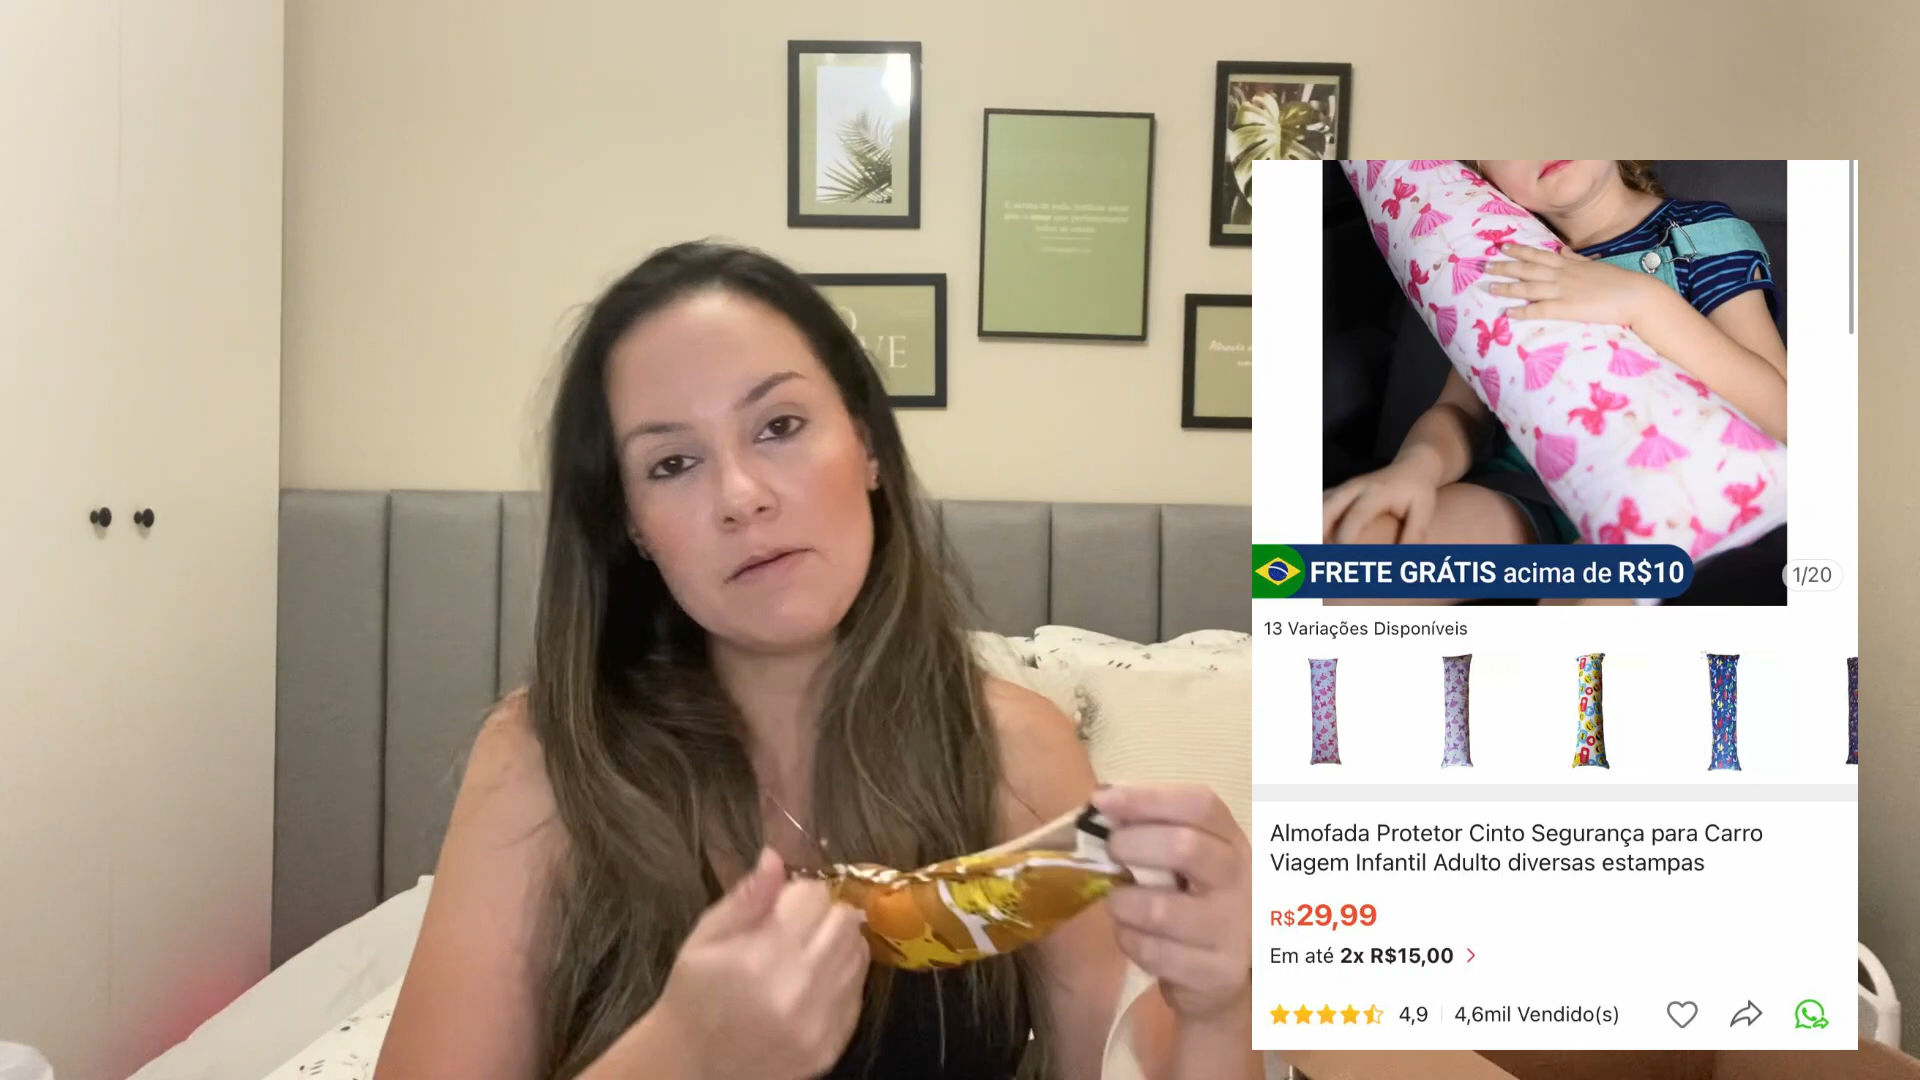 VE
FRETE GRÁTIS acima de R$10
1/20
13 Variações Disponíveis
Almofada Protetor Cinto Segurança para Carro
Viagem Infantil Adulto diversas estampas
R$29,99
Em até 2x R$15,00
4,9
4,6mil Vendido(s)